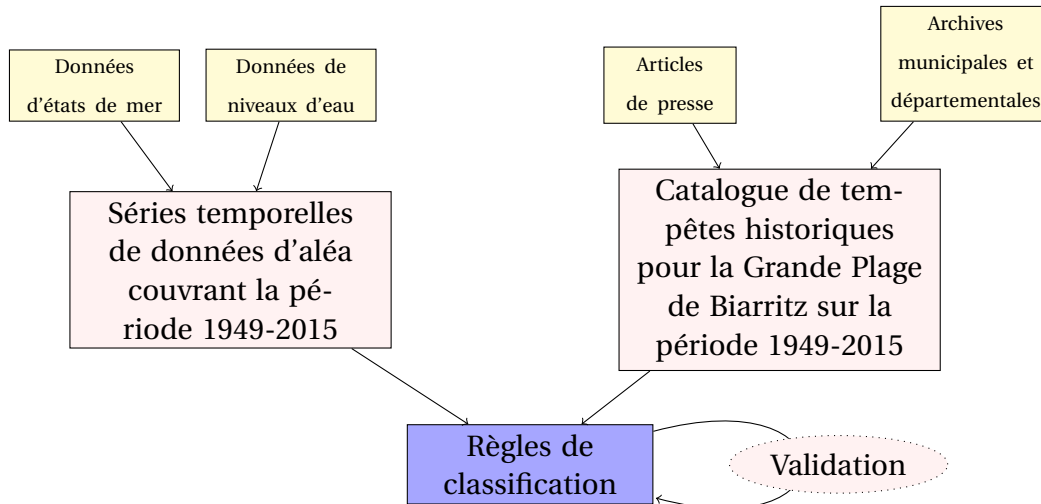 Données
d'états de mer
Données de
niveaux d'eau
Articles
de presse
Archives
municipales et
départementales
Séries temporelles
de données d'aléa
couvrant la pé-
riode 1949-2015
Catalogue de tem-
pêtes historiques
pour la Grande Plage
de Biarritz sur la
période 1949-2015
Règles de
classification
Validation